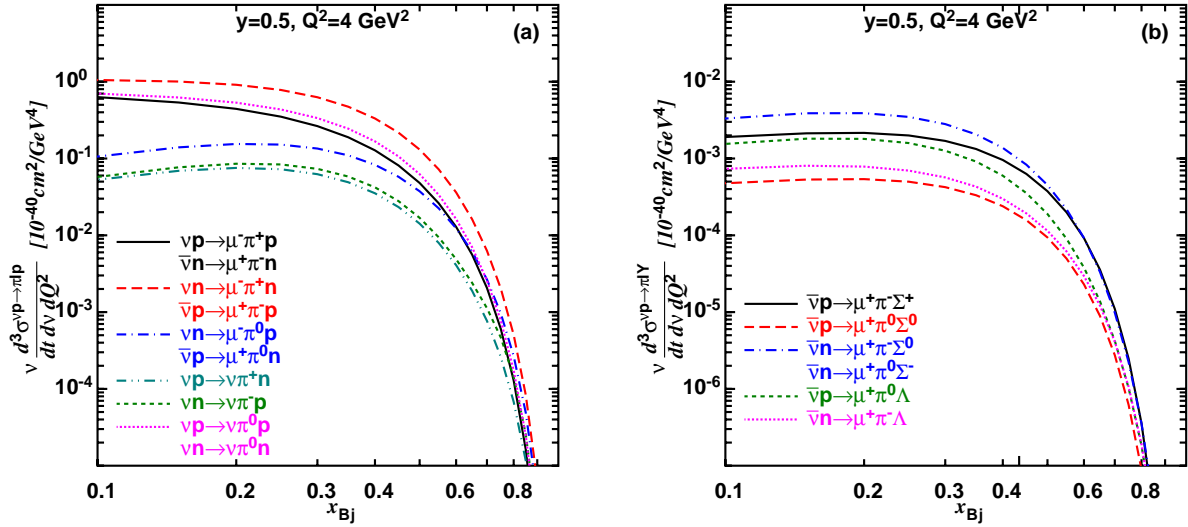 y=0.5, Q²=4 GeV²
(a)
ν d³σ^νp→πlp / dt dν dQ² [10⁻⁴⁰cm²/GeV⁴]
10⁰
10⁻¹
10⁻²
10⁻³
10⁻⁴
νp→μ⁻π⁺p
ν̅n→μ⁺π⁻n
νn→μ⁻π⁺n
ν̅p→μ⁺π⁻p
νn→μ⁻π⁰p
ν̅p→μ⁺π⁰n
νp→νπ⁺n
νn→νπ⁻p
νp→νπ⁰p
νn→νπ⁰n
0.1 0.2 0.3 0.4 0.6 0.8
x_Bj
y=0.5, Q²=4 GeV²
(b)
ν d³σ^νp→πlY / dt dν dQ² [10⁻⁴⁰cm²/GeV⁴]
10⁻²
10⁻³
10⁻⁴
10⁻⁵
10⁻⁶
ν̅p→μ⁺π⁻Σ⁺
ν̅p→μ⁺π⁰Σ⁰
ν̅n→μ⁺π⁻Σ⁰
ν̅n→μ⁺π⁰Σ⁻
ν̅p→μ⁺π⁰Λ
ν̅n→μ⁺π⁻Λ
0.1 0.2 0.3 0.4 0.6 0.8
x_Bj